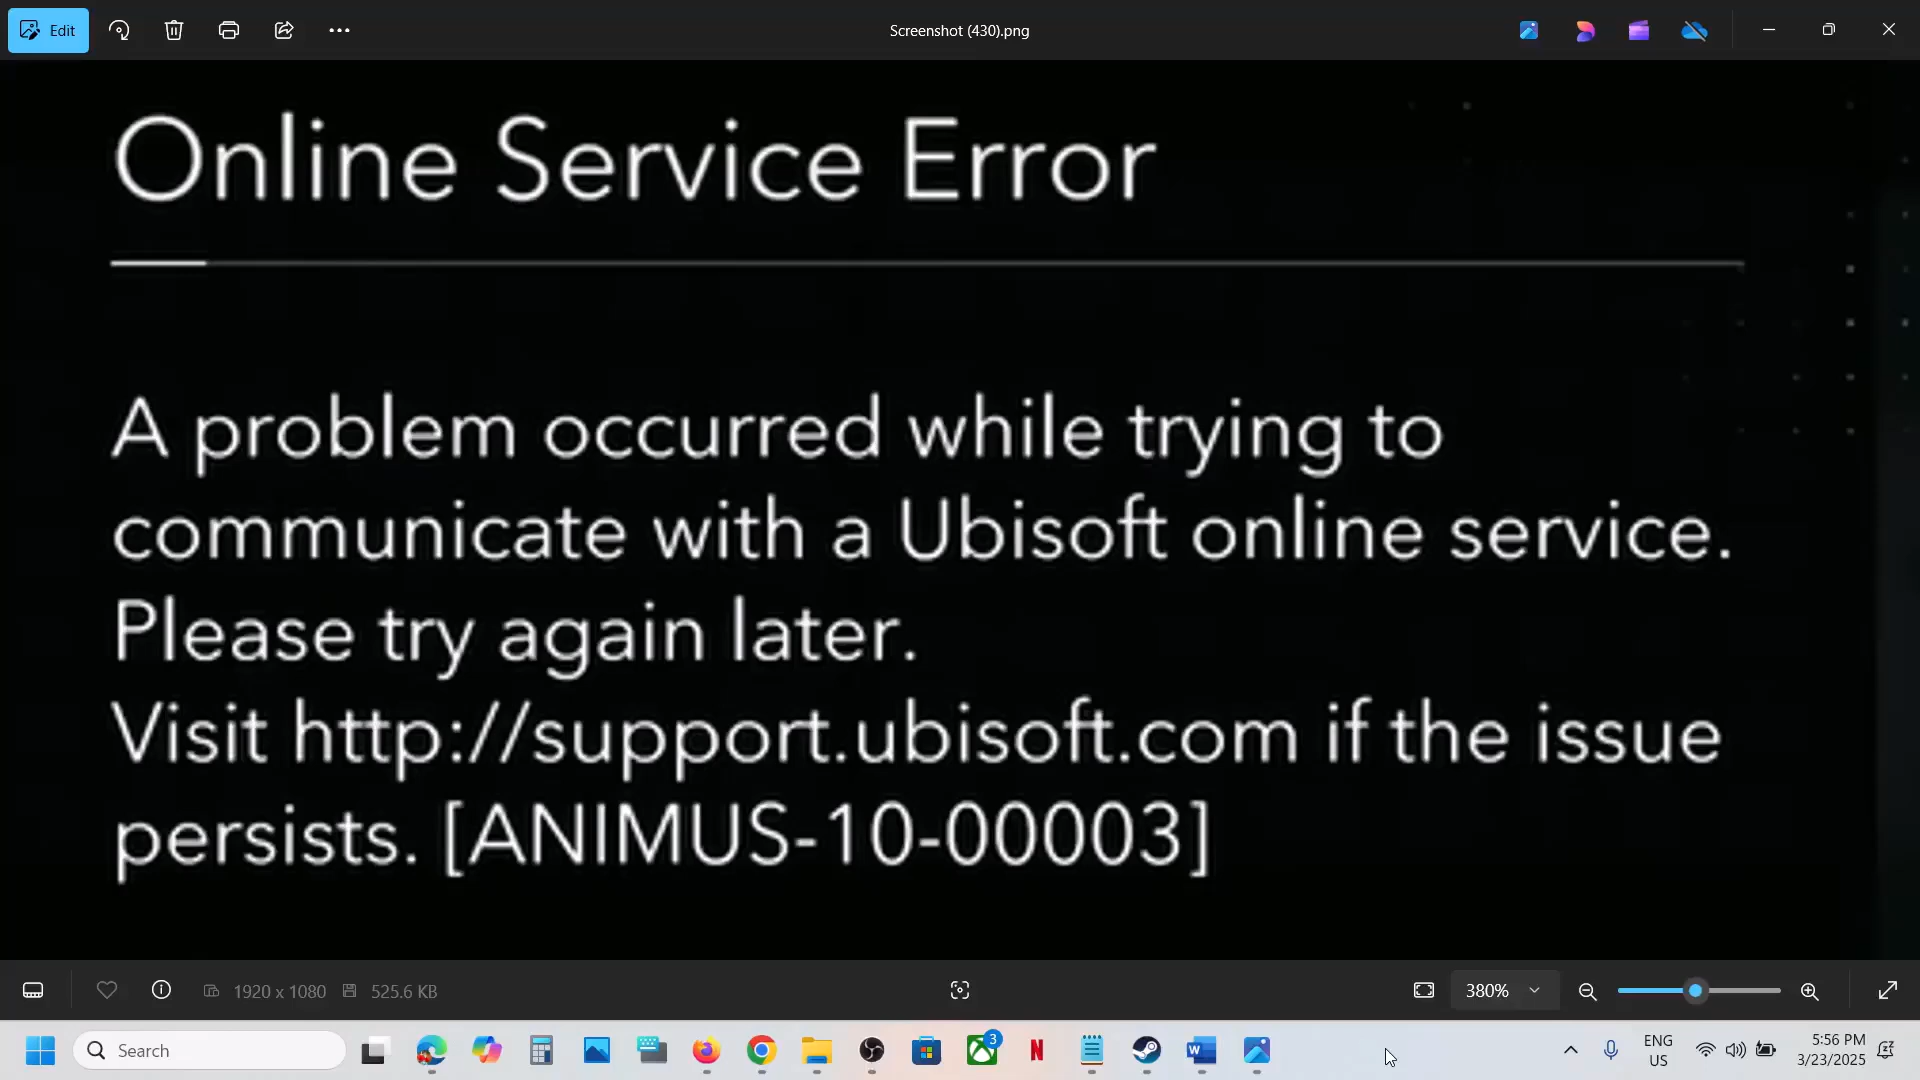 Edit
Screenshot (430).png
Online Service Error
A problem occurred while trying to
communicate with a Ubisoft online service.
Please try again later.
Visit http://support.ubisoft.com if the issue
persists. [ANIMUS-10-00003]
1920 x 1080
525.6 KB
380%
Search
3
N
W
ENG
US
5:56 PM
3/23/2025